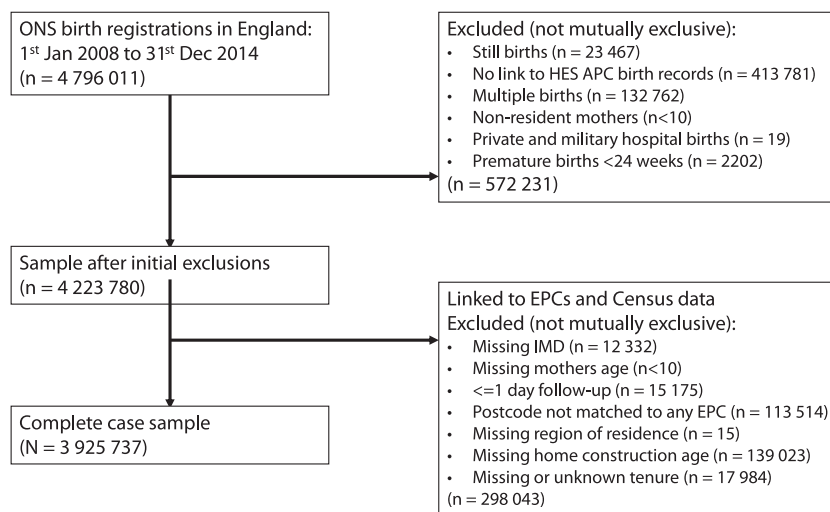 ONS birth registrations in England:
1st Jan 2008 to 31st Dec 2014
(n = 4 796 011)
Excluded (not mutually exclusive):
• Still births (n = 23 467)
• No link to HES APC birth records (n = 413 781)
• Multiple births (n = 132 762)
• Non-resident mothers (n<10)
• Private and military hospital births (n = 19)
• Premature births <24 weeks (n = 2202)
(n = 572 231)
Sample after initial exclusions
(n = 4 223 780)
Linked to EPCs and Census data
Excluded (not mutually exclusive):
• Missing IMD (n = 12 332)
• Missing mothers age (n<10)
• <=1 day follow-up (n = 15 175)
• Postcode not matched to any EPC (n = 113 514)
• Missing region of residence (n = 15)
• Missing home construction age (n = 139 023)
• Missing or unknown tenure (n = 17 984)
(n = 298 043)
Complete case sample
(N = 3 925 737)